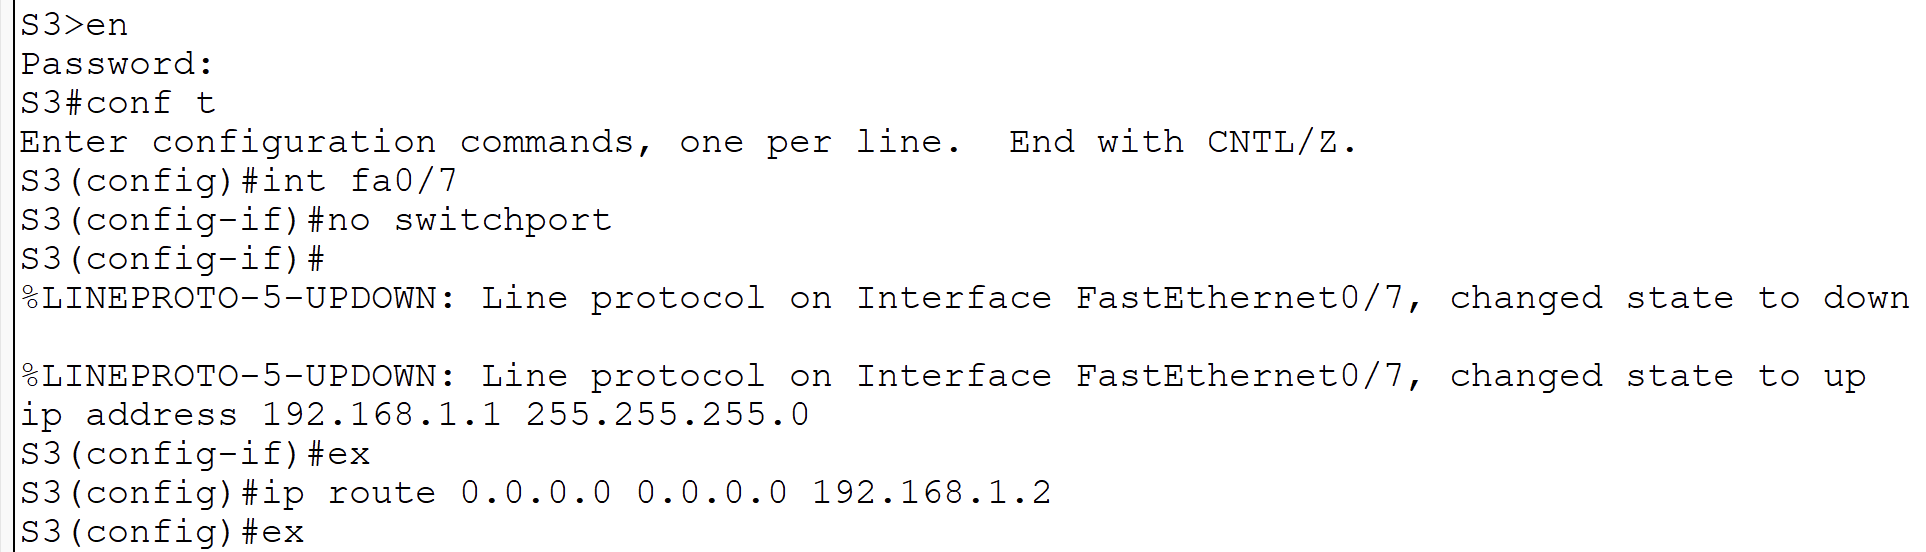 S3>en
Password:
S3#conf t
Enter configuration commands, one per line.  End with CNTL/Z.
S3(config)#int fa0/7
S3(config-if)#no switchport
S3(config-if)#
%LINEPROTO-5-UPDOWN: Line protocol on Interface FastEthernet0/7, changed state to down
%LINEPROTO-5-UPDOWN: Line protocol on Interface FastEthernet0/7, changed state to up
ip address 192.168.1.1 255.255.255.0
S3(config-if)#ex
S3(config)#ip route 0.0.0.0 0.0.0.0 192.168.1.2
S3(config)#ex